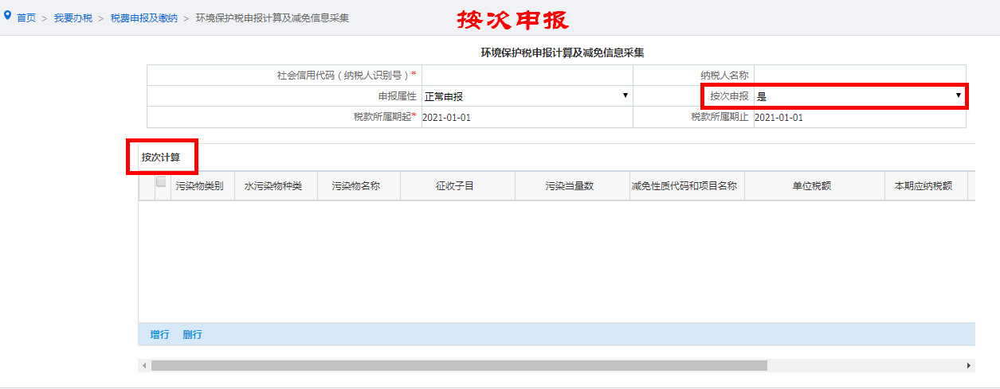 首页 > 我要办税 > 税费申报及缴纳 > 环境保护税申报计算及减免信息采集
按次申报
环境保护税申报计算及减免信息采集
社会信用代码（纳税人识别号）* 纳税人名称
申报属性 正常申报 按次申报 是
税款所属期起* 2021-01-01 税款所属期止 2021-01-01
按次计算
污染物类别 水污染物种类 污染物名称 征收子目 污染当量数 减免性质代码和项目名称 单位税额 本期应纳税额
增行 删行